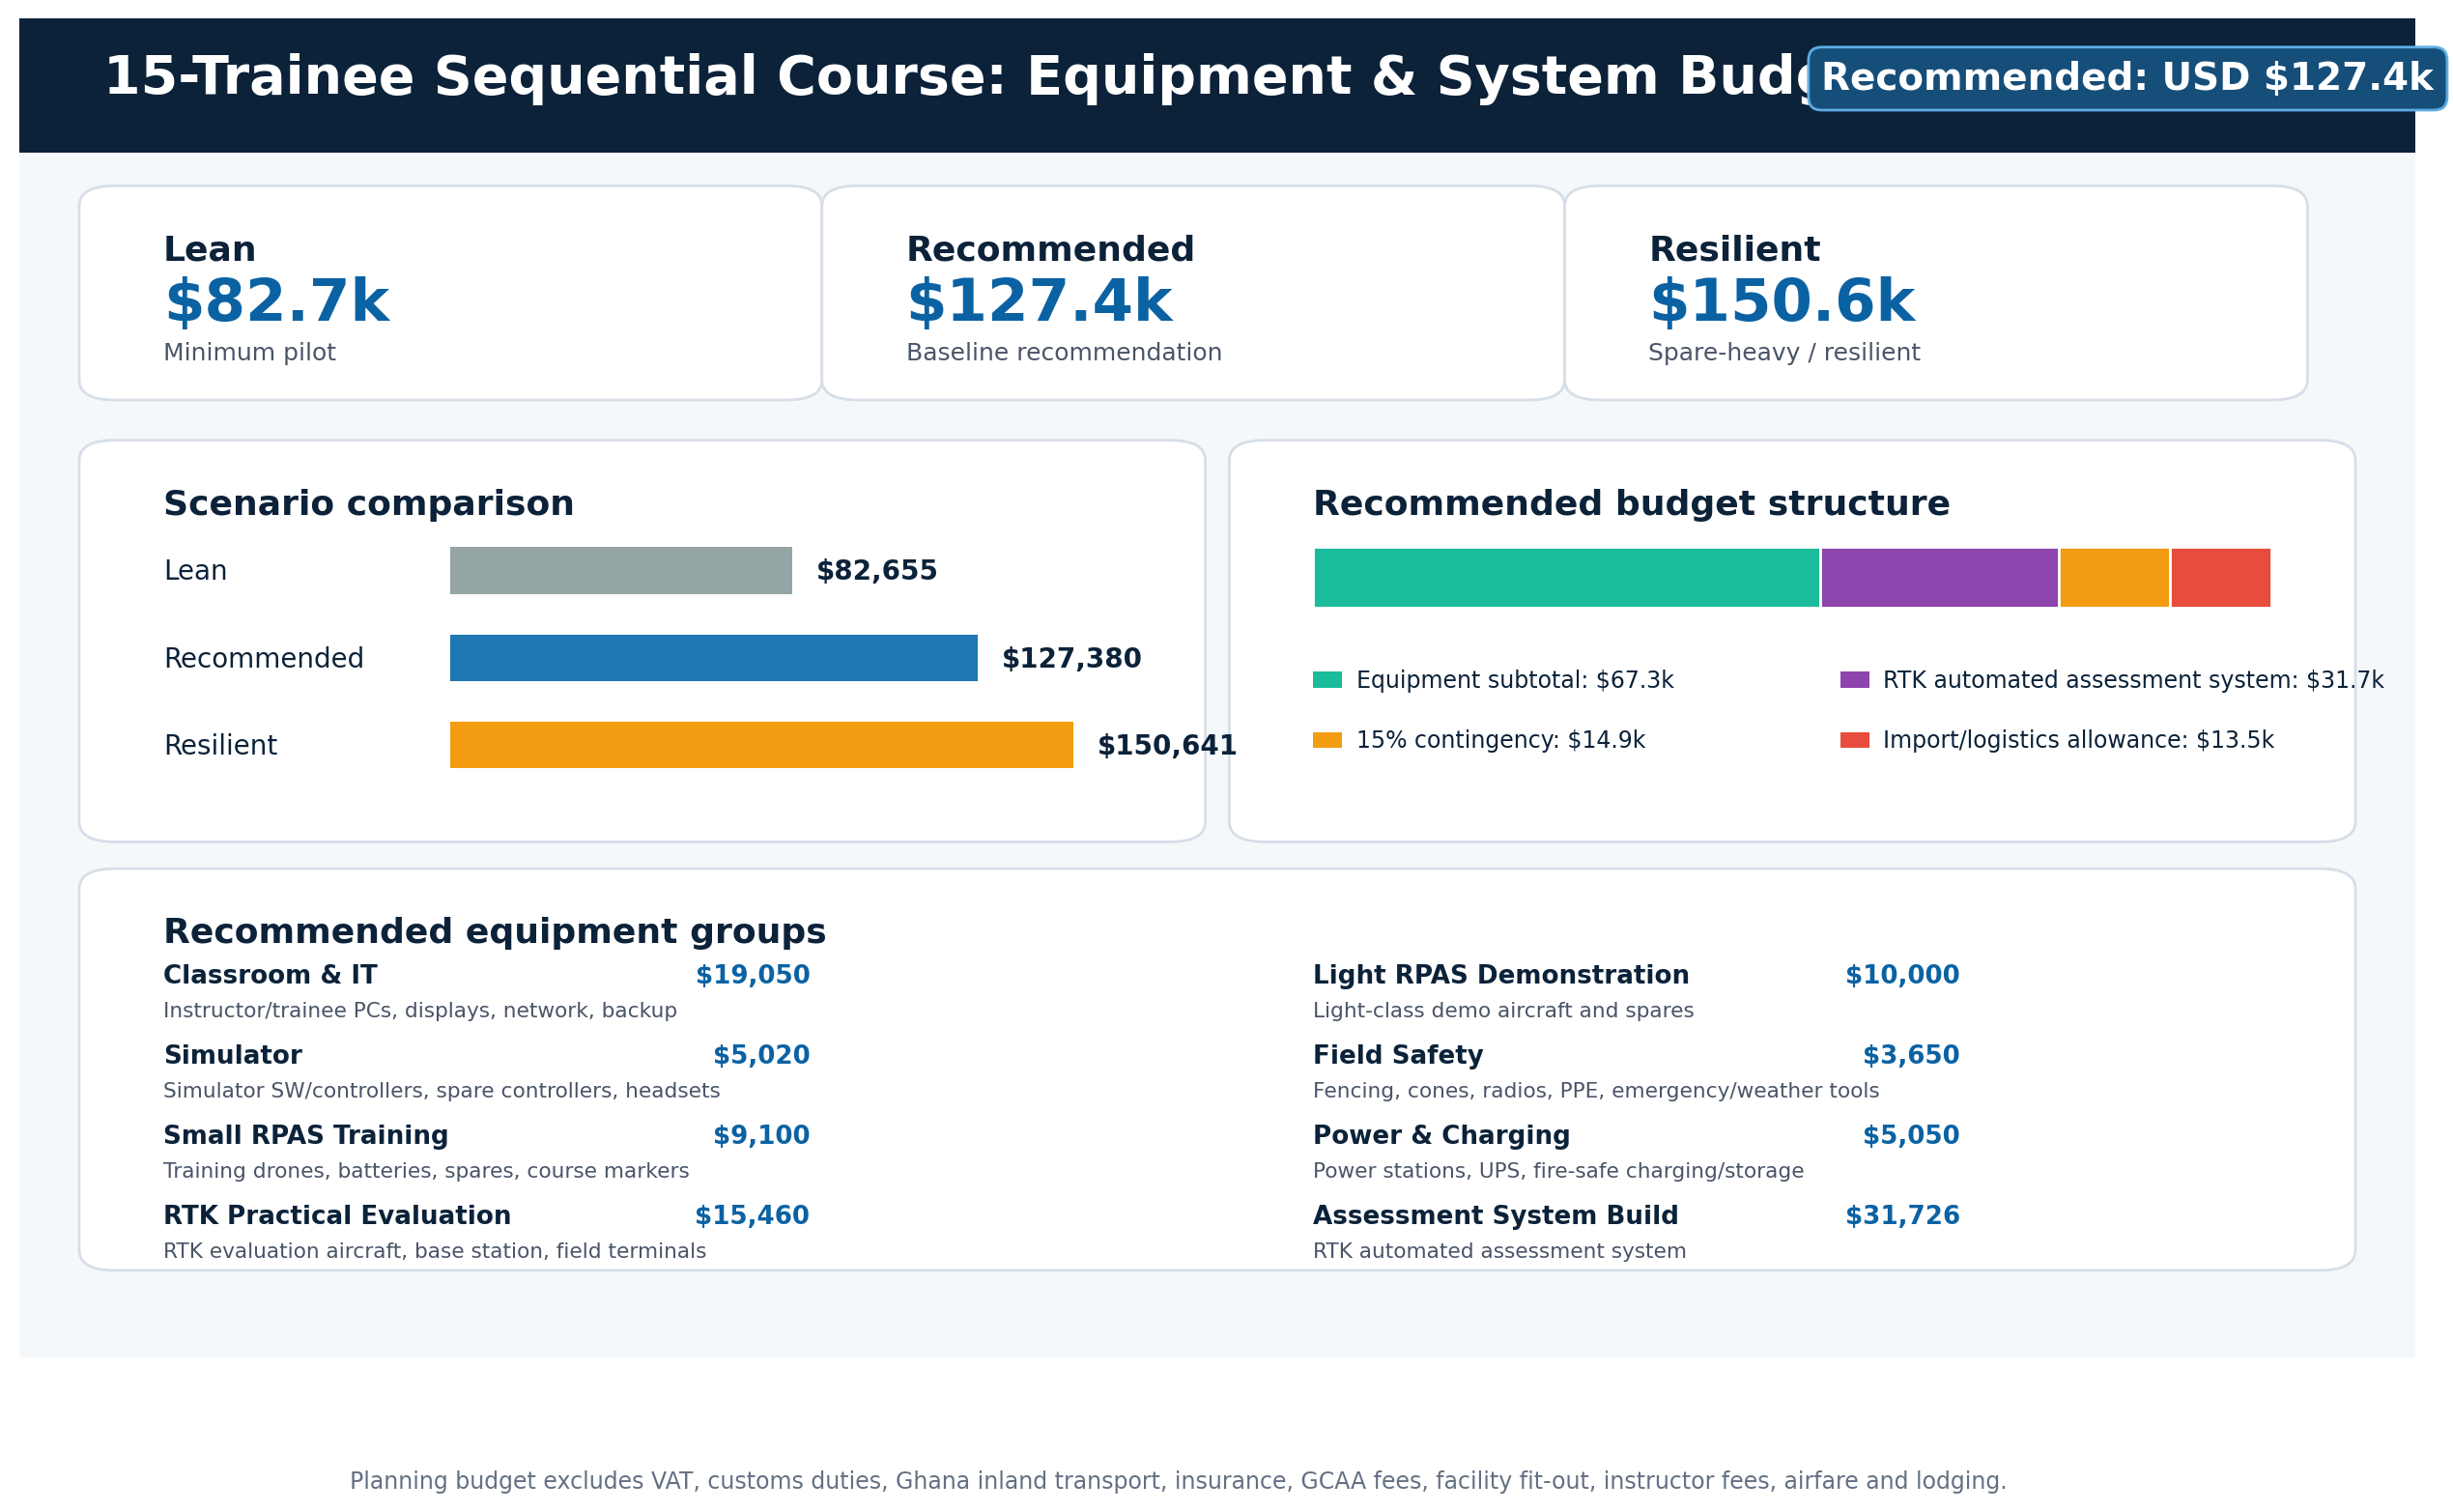 15-Trainee Sequential Course: Equipment & System Budg
Recommended: USD $127.4k
Lean
$82.7k
Minimum pilot
Recommended
$127.4k
Baseline recommendation
Resilient
$150.6k
Spare-heavy / resilient
Scenario comparison
Lean $82,655
Recommended $127,380
Resilient $150,641
Recommended budget structure
Equipment subtotal: $67.3k
RTK automated assessment system: $31.7k
15% contingency: $14.9k
Import/logistics allowance: $13.5k
Recommended equipment groups
Classroom & IT $19,050
Instructor/trainee PCs, displays, network, backup
Simulator $5,020
Simulator SW/controllers, spare controllers, headsets
Small RPAS Training $9,100
Training drones, batteries, spares, course markers
RTK Practical Evaluation $15,460
RTK evaluation aircraft, base station, field terminals
Light RPAS Demonstration $10,000
Light-class demo aircraft and spares
Field Safety $3,650
Fencing, cones, radios, PPE, emergency/weather tools
Power & Charging $5,050
Power stations, UPS, fire-safe charging/storage
Assessment System Build $31,726
RTK automated assessment system
Planning budget excludes VAT, customs duties, Ghana inland transport, insurance, GCAA fees, facility fit-out, instructor fees, airfare and lodging.